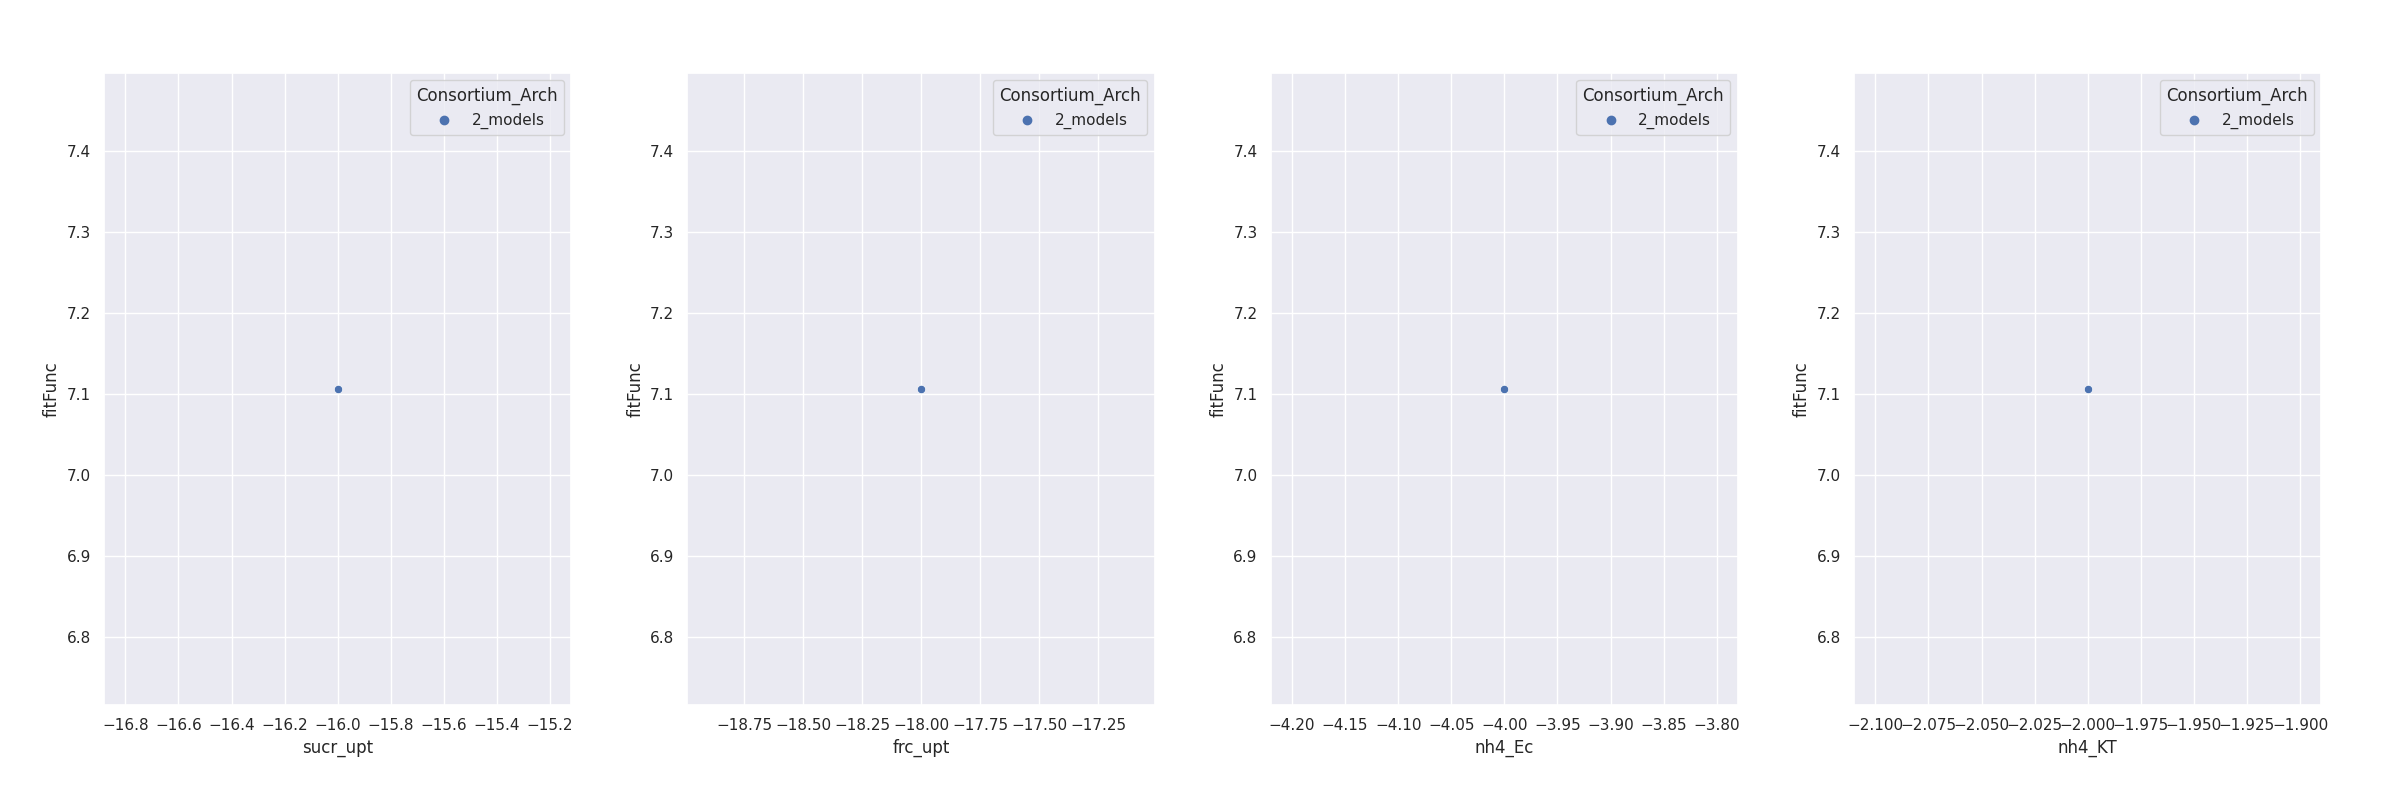 Consortium_Arch
2_models
7.4
7.3
7.2
7.1
7.0
6.9
6.8
fitFunc
−16.8 −16.6 −16.4 −16.2 −16.0 −15.8 −15.6 −15.4 −15.2
sucr_upt
Consortium_Arch
2_models
7.4
7.3
7.2
7.1
7.0
6.9
6.8
fitFunc
−18.75 −18.50 −18.25 −18.00 −17.75 −17.50 −17.25
frc_upt
Consortium_Arch
2_models
7.4
7.3
7.2
7.1
7.0
6.9
6.8
fitFunc
−4.20 −4.15 −4.10 −4.05 −4.00 −3.95 −3.90 −3.85 −3.80
nh4_Ec
Consortium_Arch
2_models
7.4
7.3
7.2
7.1
7.0
6.9
6.8
fitFunc
−2.100 −2.075 −2.050 −2.025 −2.000 −1.975 −1.950 −1.925 −1.900
nh4_KT